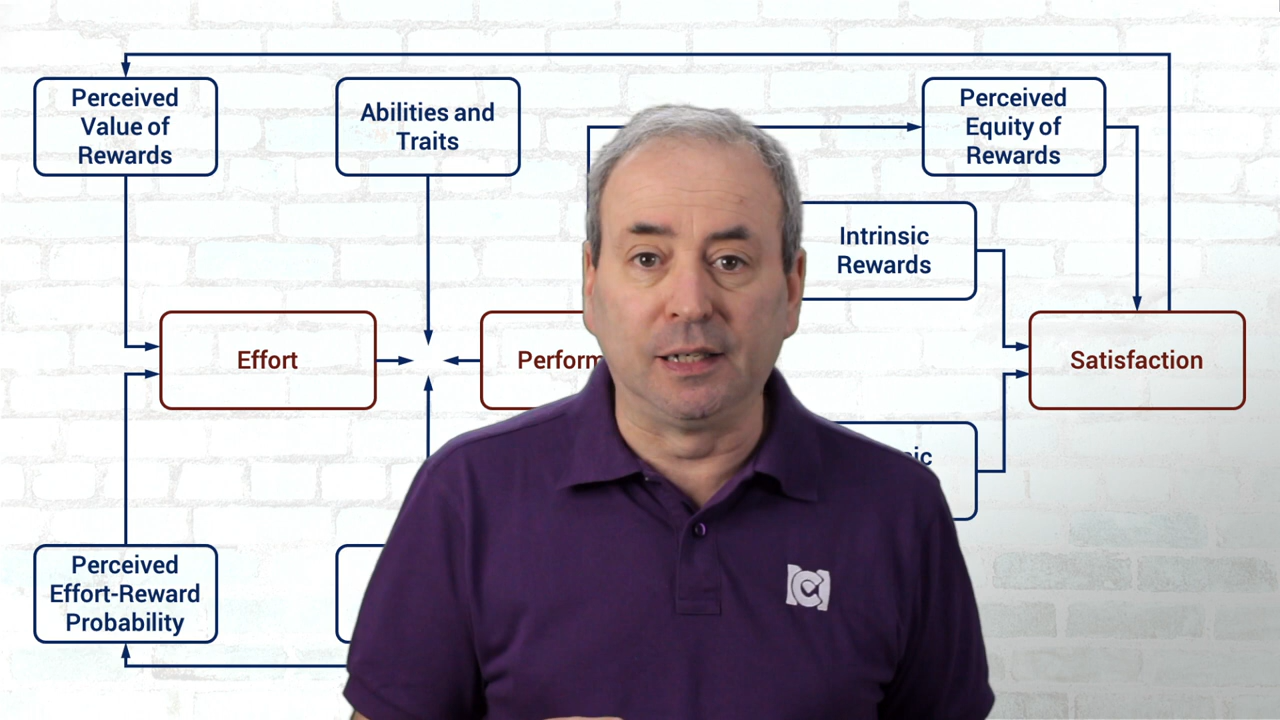 Perceived
Value of
Rewards
Abilities and
Traits
Perceived
Equity of
Rewards
Intrinsic
Rewards
Effort
Satisfaction
Perceived
Effort-Reward
Probability